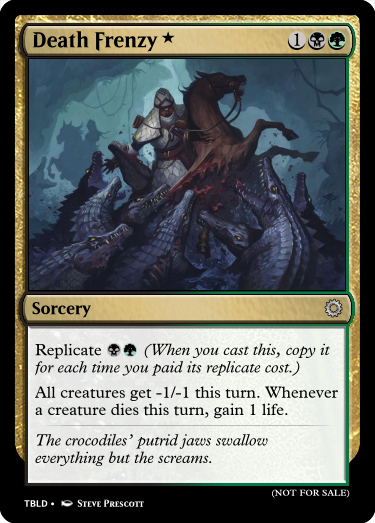 Death Frenzy ★ 1
Sorcery
Replicate (When you cast this, copy it
for each time you paid its replicate cost.)
All creatures get -1/-1 this turn. Whenever
a creature dies this turn, gain 1 life.
The crocodiles' putrid jaws swallow
everything but the screams.
(NOT FOR SALE)
TBLD • Steve Prescott